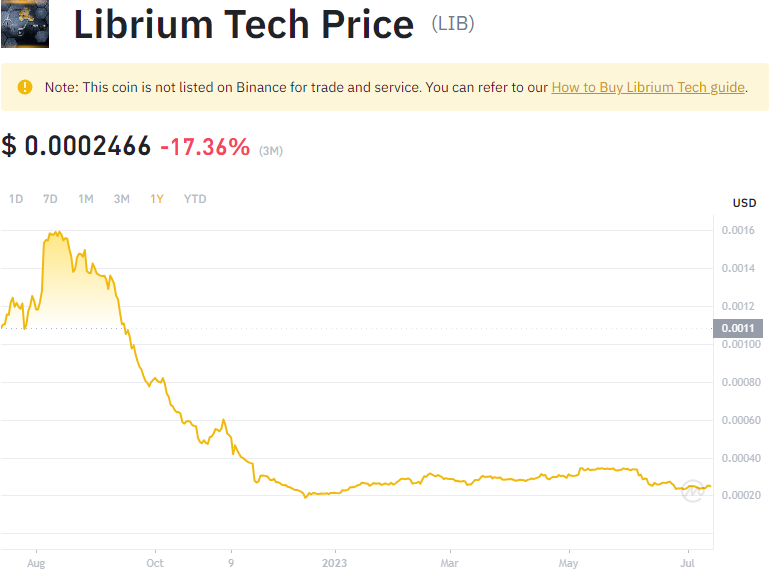 Librium Tech Price (LIB)
Note: This coin is not listed on Binance for trade and service. You can refer to our How to Buy Librium Tech guide.
$ 0.0002466 -17.36% (3M)
1D 7D 1M 3M 1Y YTD
USD
0.0016
0.0014
0.0012
0.0011
0.00100
0.00080
0.00060
0.00040
0.00020
Aug Oct 9 2023 Mar May Jul